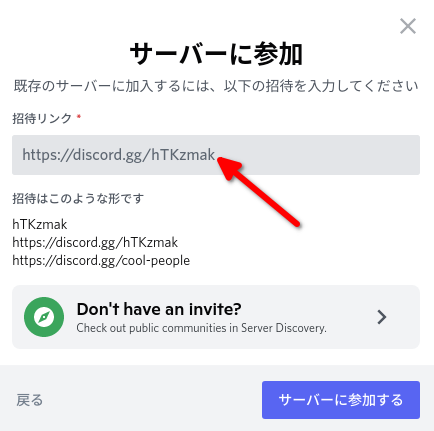 サーバーに参加
既存のサーバーに加入するには、以下の招待を入力してください
招待リンク *
https://discord.gg/hTKzmak
招待はこのような形です
hTKzmak
https://discord.gg/hTKzmak
https://discord.gg/cool-people
Don't have an invite?
Check out public communities in Server Discovery.
戻る
サーバーに参加する